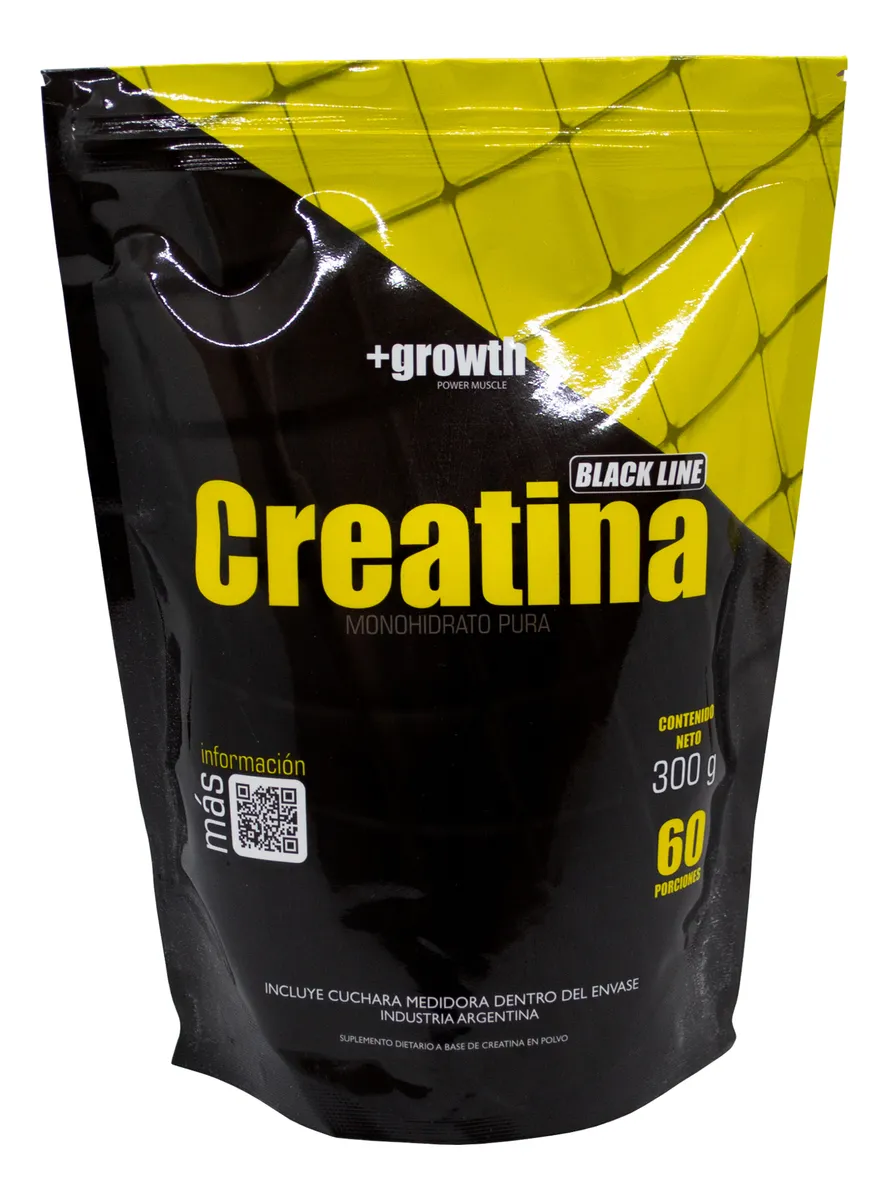 +growth
POWER MUSCLE
BLACK LINE
Creatina
MONOHIDRATO PURA
CONTENIDO
NETO
300 g
60
PORCIONES
información
más
INCLUYE CUCHARA MEDIDORA DENTRO DEL ENVASE
INDUSTRIA ARGENTINA
SUPLEMENTO DIETARIO A BASE DE CREATINA EN POLVO